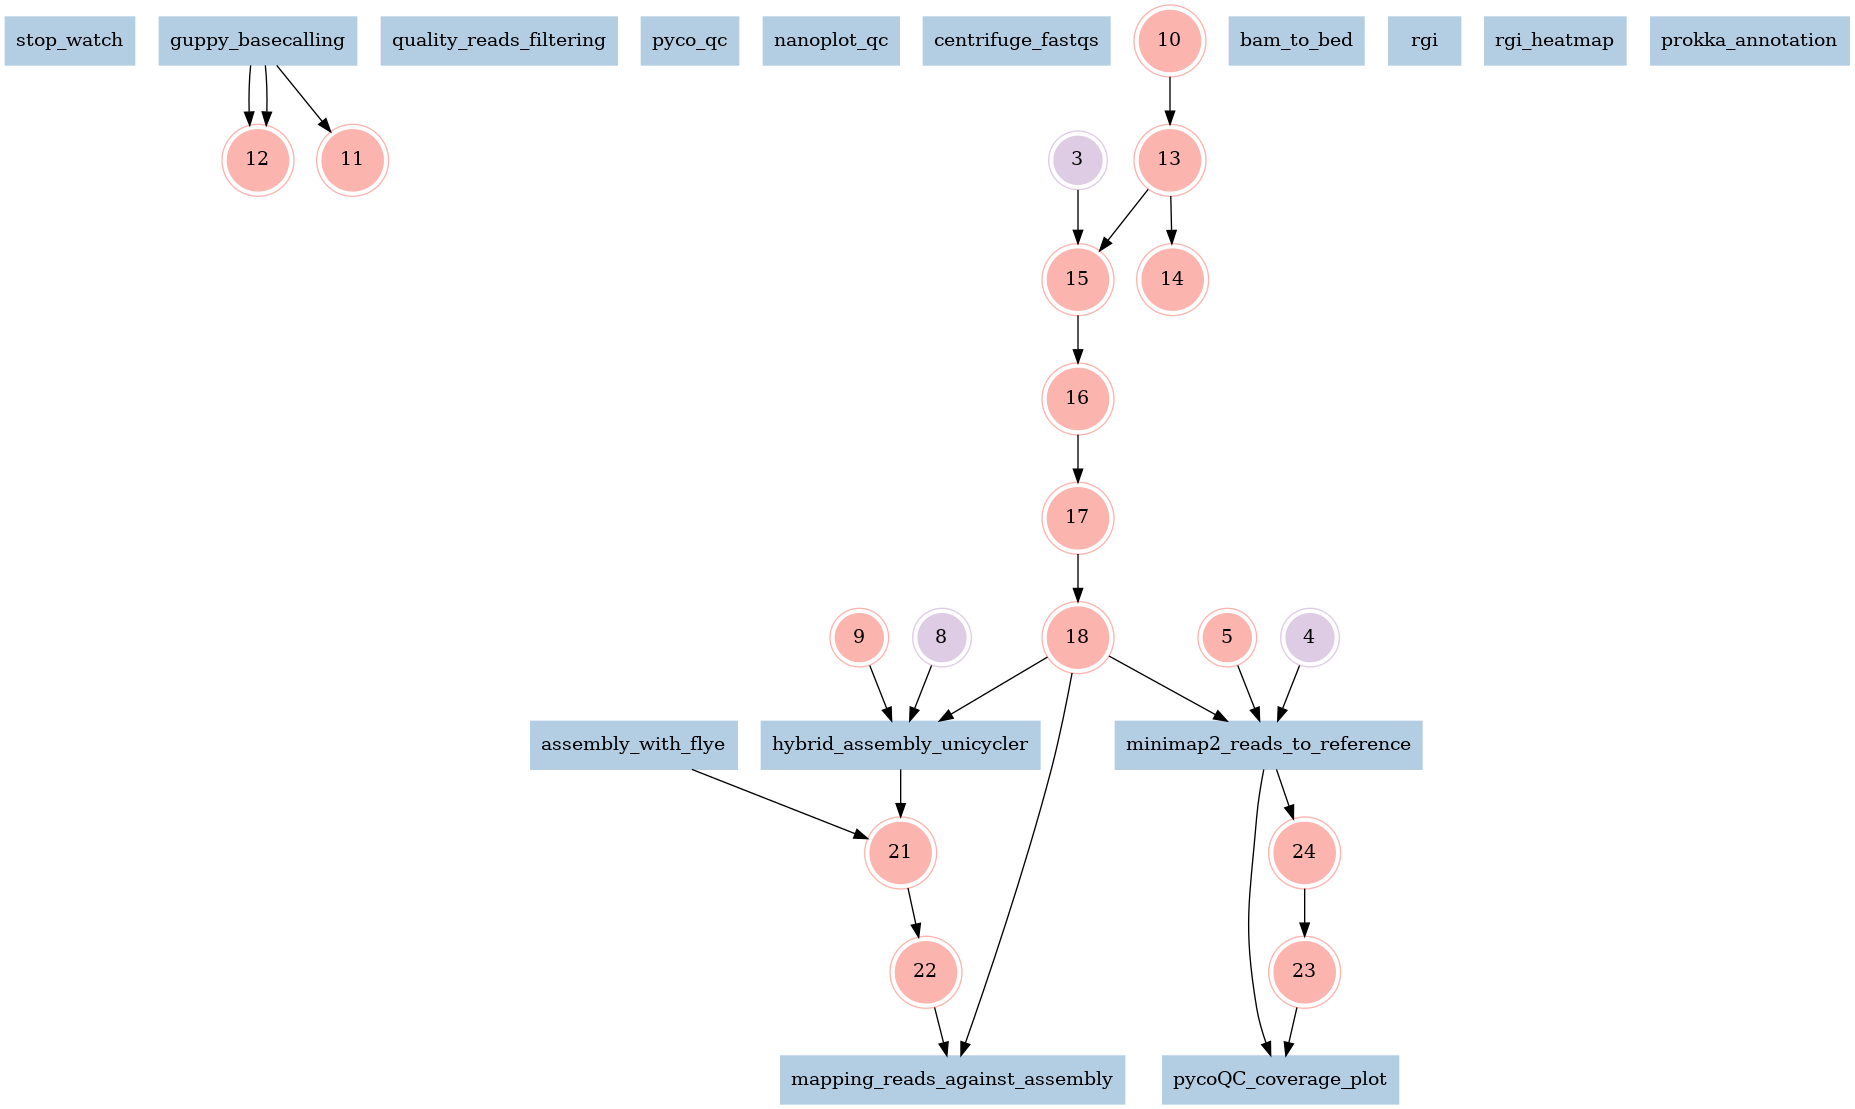 stop_watch
guppy_basecalling
quality_reads_filtering
pyco_qc
nanoplot_qc
centrifuge_fastqs
10
bam_to_bed
rgi
rgi_heatmap
prokka_annotation
12
11
3
13
15
14
16
17
9
8
18
5
4
assembly_with_flye
hybrid_assembly_unicycler
minimap2_reads_to_reference
21
24
22
23
mapping_reads_against_assembly
pycoQC_coverage_plot